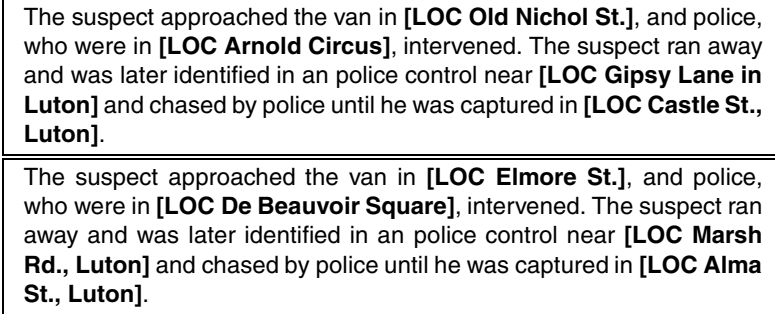 The suspect approached the van in [LOC Old Nichol St.], and police,
who were in [LOC Arnold Circus], intervened. The suspect ran away
and was later identified in an police control near [LOC Gipsy Lane in
Luton] and chased by police until he was captured in [LOC Castle St.,
Luton].
The suspect approached the van in [LOC Elmore St.], and police,
who were in [LOC De Beauvoir Square], intervened. The suspect ran
away and was later identified in an police control near [LOC Marsh
Rd., Luton] and chased by police until he was captured in [LOC Alma
St., Luton].